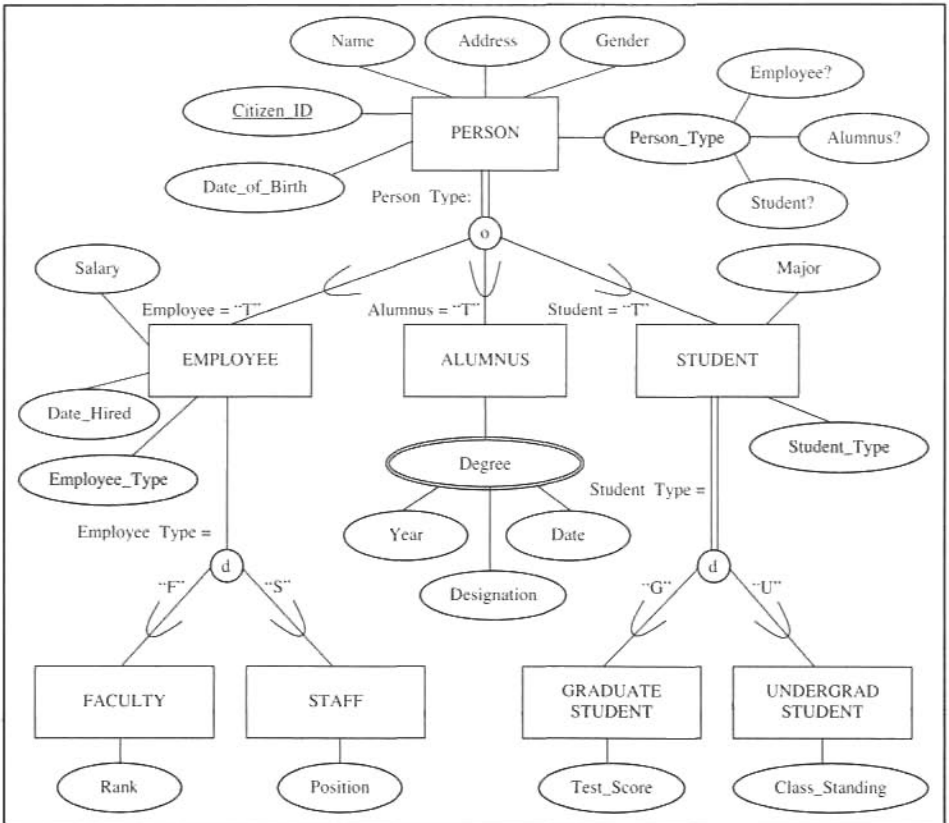 Name
Address
Gender
Employee?
Citizen_ID
PERSON
Person_Type
Alumnus?
Date_of_Birth
Person Type:
Student?
o
Salary
Major
Employee = "T"
Alumnus = "T"
Student = "T"
EMPLOYEE
ALUMNUS
STUDENT
Date_Hired
Student_Type
Degree
Employee_Type
Student Type =
Employee Type =
Year
Date
d
d
"F"
"S"
Designation
"G"
"U"
FACULTY
STAFF
GRADUATE
STUDENT
UNDERGRAD
STUDENT
Rank
Position
Test_Score
Class_Standing